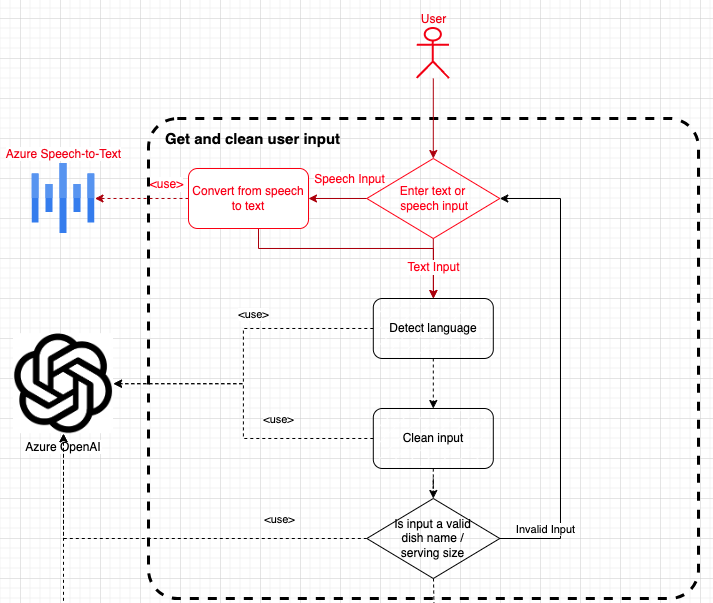 User
Get and clean user input
Azure Speech-to-Text
<use>
Convert from speech
to text
Speech Input
Enter text or
speech input
Text Input
<use>
Detect language
<use>
Clean input
Azure OpenAI
<use>
Is input a valid
dish name /
serving size
Invalid Input